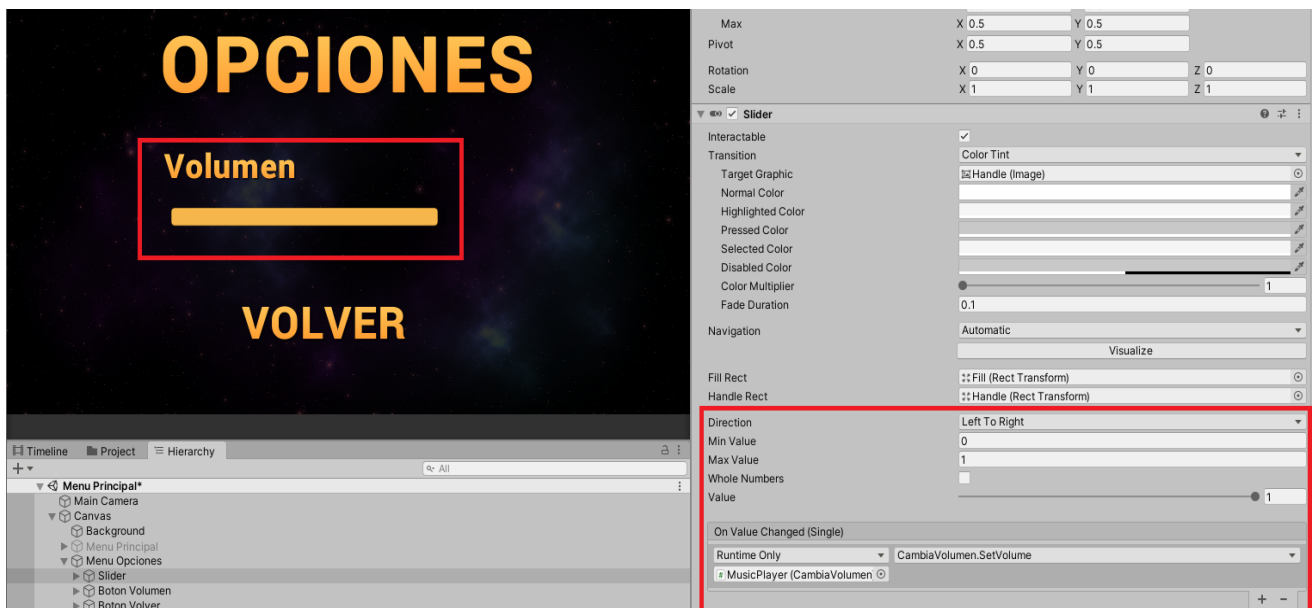 OPCIONES
Volumen
VOLVER
Timeline Project Hierarchy
All
Menu Principal*
Main Camera
Canvas
Background
Menu Principal
Menu Opciones
Slider
Boton Volumen
Boton Volver
Max X 0.5 Y 0.5
Pivot X 0.5 Y 0.5
Rotation X 0 Y 0 Z 0
Scale X 1 Y 1 Z 1
Slider
Interactable
Transition Color Tint
Target Graphic Handle (Image)
Normal Color
Highlighted Color
Pressed Color
Selected Color
Disabled Color
Color Multiplier 1
Fade Duration 0.1
Navigation Automatic
Visualize
Fill Rect Fill (Rect Transform)
Handle Rect Handle (Rect Transform)
Direction Left To Right
Min Value 0
Max Value 1
Whole Numbers
Value 1
On Value Changed (Single)
Runtime Only CambiaVolumen.SetVolume
MusicPlayer (CambiaVolumen